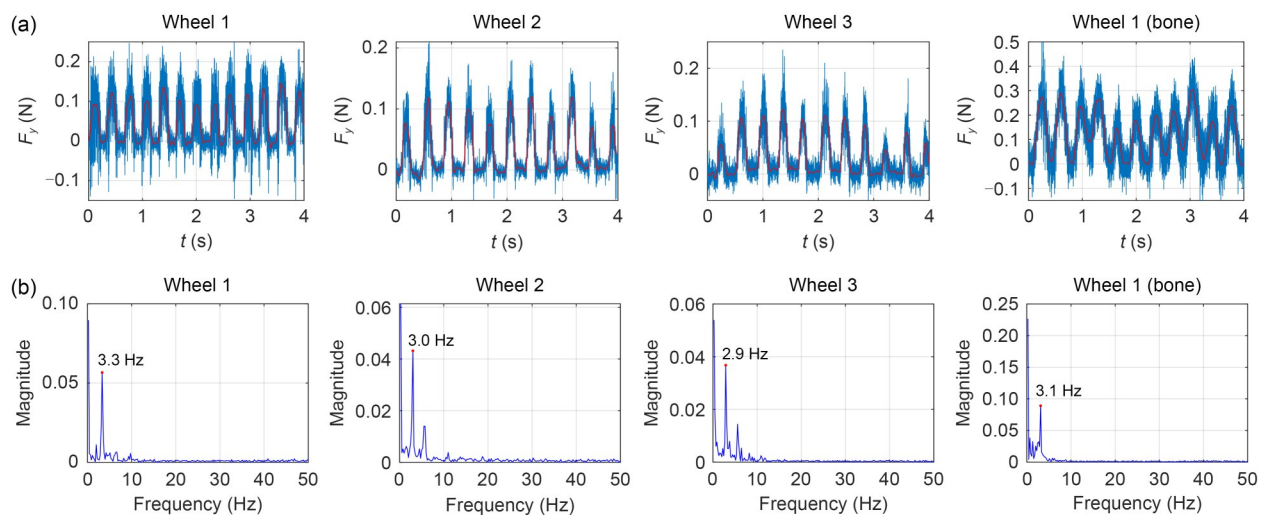 (a)
Wheel 1
Wheel 2
Wheel 3
Wheel 1 (bone)
Fy (N)
0.2
0.1
0
−0.1
0 1 2 3 4
t (s)
Fy (N)
0.2
0.1
0
0 1 2 3 4
t (s)
Fy (N)
0.2
0.1
0
0 1 2 3 4
t (s)
Fy (N)
0.5
0.4
0.3
0.2
0.1
0
−0.1
0 1 2 3 4
t (s)
(b)
Wheel 1
Wheel 2
Wheel 3
Wheel 1 (bone)
Magnitude
0.10
0.05
0
3.3 Hz
0 10 20 30 40 50
Frequency (Hz)
Magnitude
0.06
0.04
0.02
0
3.0 Hz
0 10 20 30 40 50
Frequency (Hz)
Magnitude
0.06
0.04
0.02
0
2.9 Hz
0 10 20 30 40 50
Frequency (Hz)
Magnitude
0.25
0.20
0.15
0.10
0.05
0
3.1 Hz
0 10 20 30 40 50
Frequency (Hz)